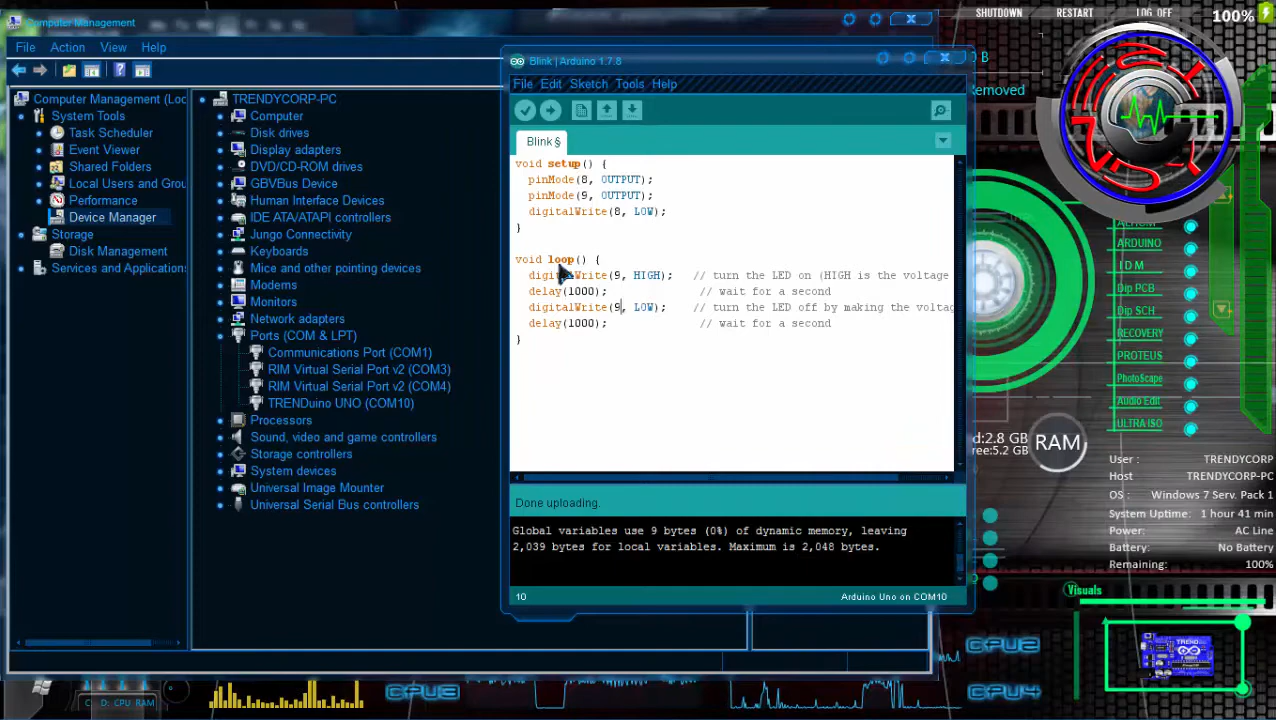 Computer Management
File Action View Help
Computer Management (Loc
System Tools
Task Scheduler
Event Viewer
Shared Folders
Local Users and Grou
Performance
Device Manager
Storage
Disk Management
Services and Applications
TRENDYCORP-PC
Computer
Disk drives
Display adapters
DVD/CD-ROM drives
GBVBus Device
Human Interface Devices
IDE ATA/ATAPI controllers
Jungo Connectivity
Keyboards
Mice and other pointing devices
Modems
Monitors
Network adapters
Ports (COM & LPT)
Communications Port (COM1)
RIM Virtual Serial Port v2 (COM3)
RIM Virtual Serial Port v2 (COM4)
TRENDuino UNO (COM10)
Processors
Sound, video and game controllers
Storage controllers
System devices
Universal Image Mounter
Universal Serial Bus controllers
Blink | Arduino 1.7.8
File Edit Sketch Tools Help
Blink §
void setup() {
pinMode(8, OUTPUT);
pinMode(9, OUTPUT);
digitalWrite(8, LOW);
}
void loop() {
digitalWrite(9, HIGH); // turn the LED on (HIGH is the voltage
delay(1000); // wait for a second
digitalWrite(9, LOW); // turn the LED off by making the voltag
delay(1000); // wait for a second
}
Done uploading.
Global variables use 9 bytes (0%) of dynamic memory, leaving
2,039 bytes for local variables. Maximum is 2,048 bytes.
10 Arduino Uno on COM10
SHUTDOWN RESTART LOG OFF 100%
B
Removed
ARDUINO
I D M
Dip PCB
Dip SCH
RECOVERY
PROTEUS
PhotoScape
Audio Edit
ULTRA ISO
d:2.8 GB
ree:5.2 GB
RAM
User : TRENDYCORP
Host TRENDYCORP-PC
OS : Windows 7 Serv. Pack 1
System Uptime: 1 hour 41 min
Power: AC Line
Battery: No Battery
Remaining: 100%
Visuals
CPU2
CPU3
CPU4
C: D: CPU RAM